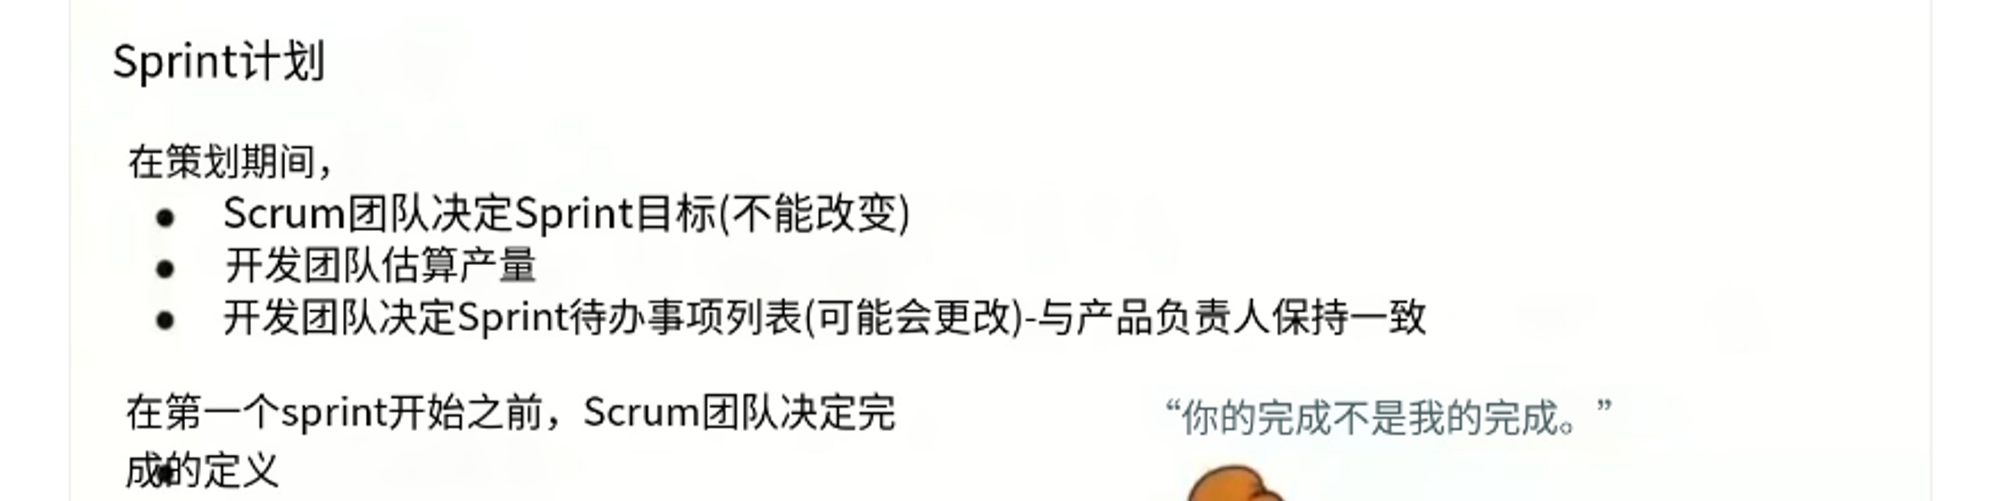 Sprint计划
在策划期间，
● Scrum团队决定Sprint目标(不能改变)
● 开发团队估算产量
● 开发团队决定Sprint待办事项列表(可能会更改)-与产品负责人保持一致
在第一个sprint开始之前，Scrum团队决定完
成的定义
“你的完成不是我的完成。”